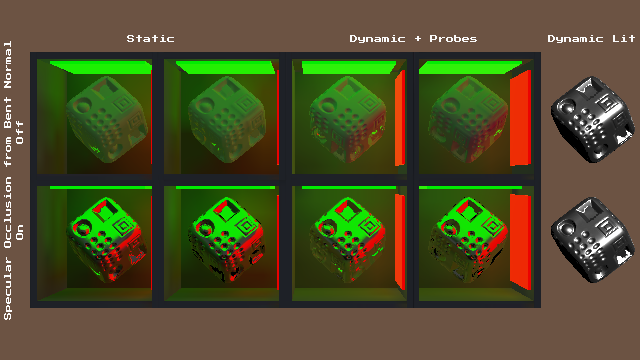 Static
Dynamic + Probes
Dynamic Lit
Specular Occlusion from Bent Normal
Off
On